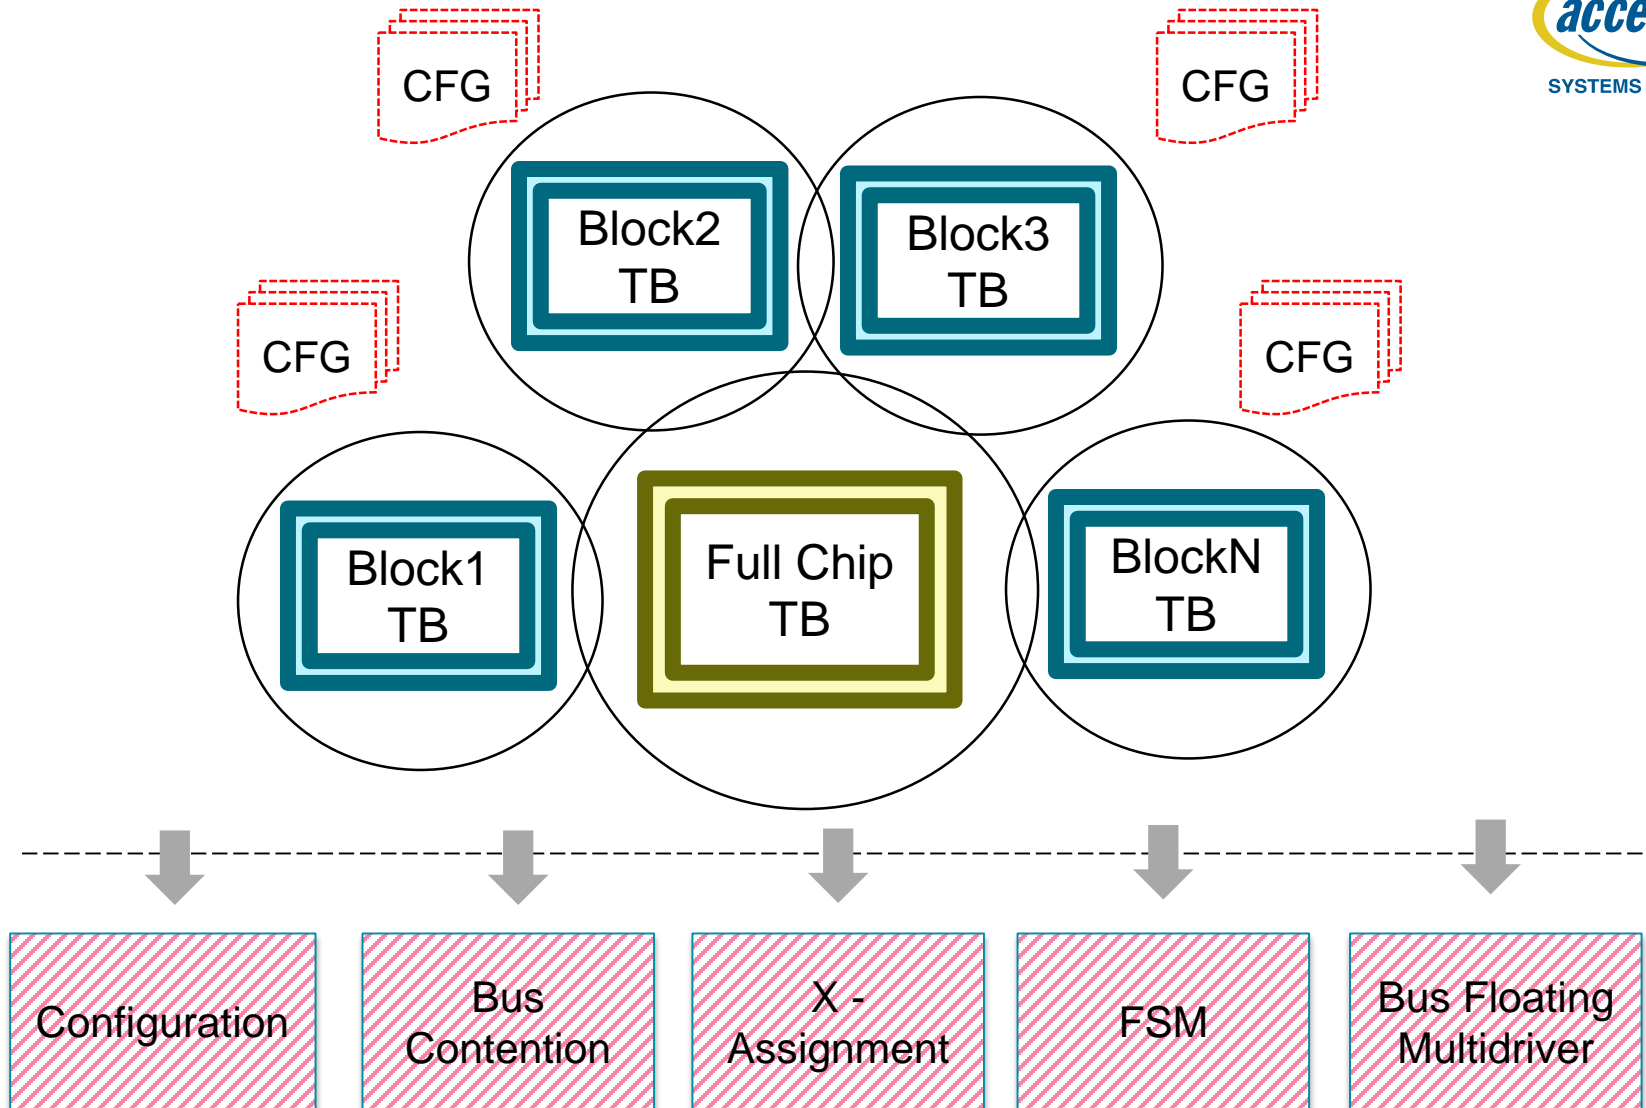 CFG
CFG
acce
SYSTEMS
Block2
TB
Block3
TB
CFG
CFG
Block1
TB
Full Chip
TB
BlockN
TB
Configuration
Bus
Contention
X -
Assignment
FSM
Bus Floating
Multidriver